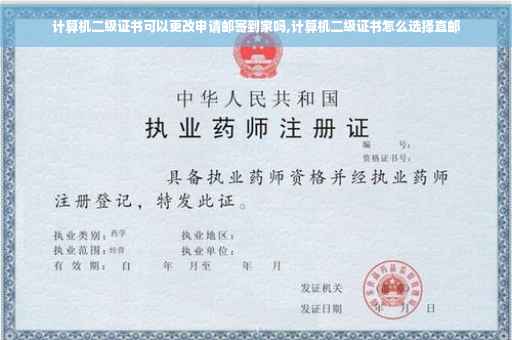 计算机二级证书可以更改申请邮寄到家吗,计算机二级证书怎么选择直邮
中华人民共和国
执业药师注册证
编 号:
资格证书号:
具备执业药师资格并经执业药师
注册登记，特发此证。
执业类别: 药学 执业地区:
执业范围: 经营 执业单位:
有效期: 自 年 月至 年 月
发证机关
发证日期 年 月 日